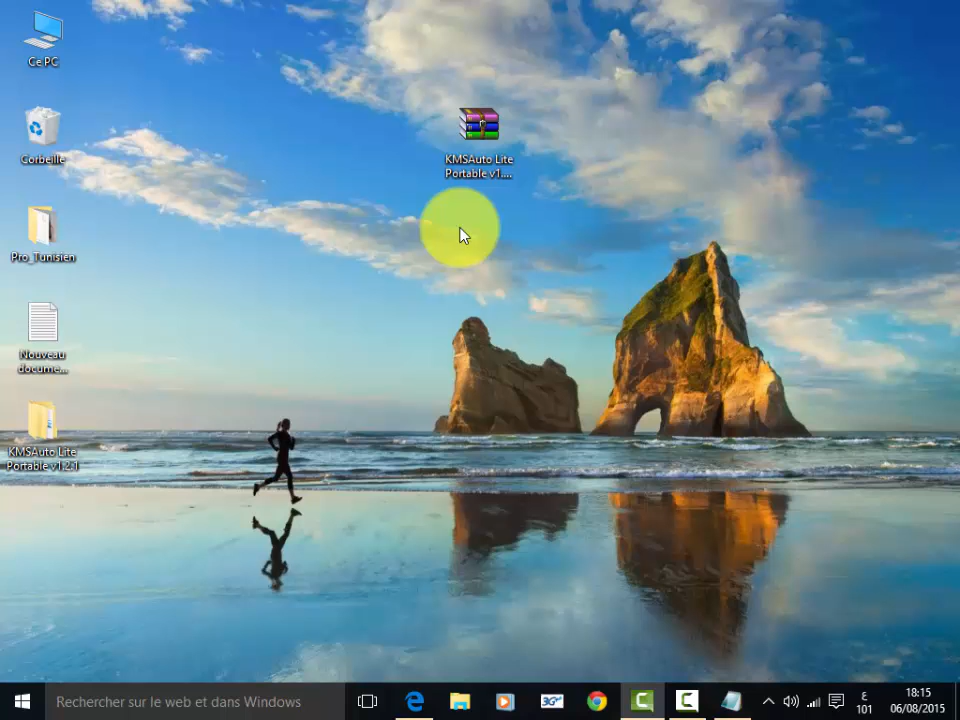 Ce PC
Corbeille
Pro_Tunisien
Nouveau
docume...
KMSAuto Lite
Portable v1.2.1
KMSAuto Lite
Portable v1....
Rechercher sur le web et dans Windows
3G+
ع
101
18:15
06/08/2015